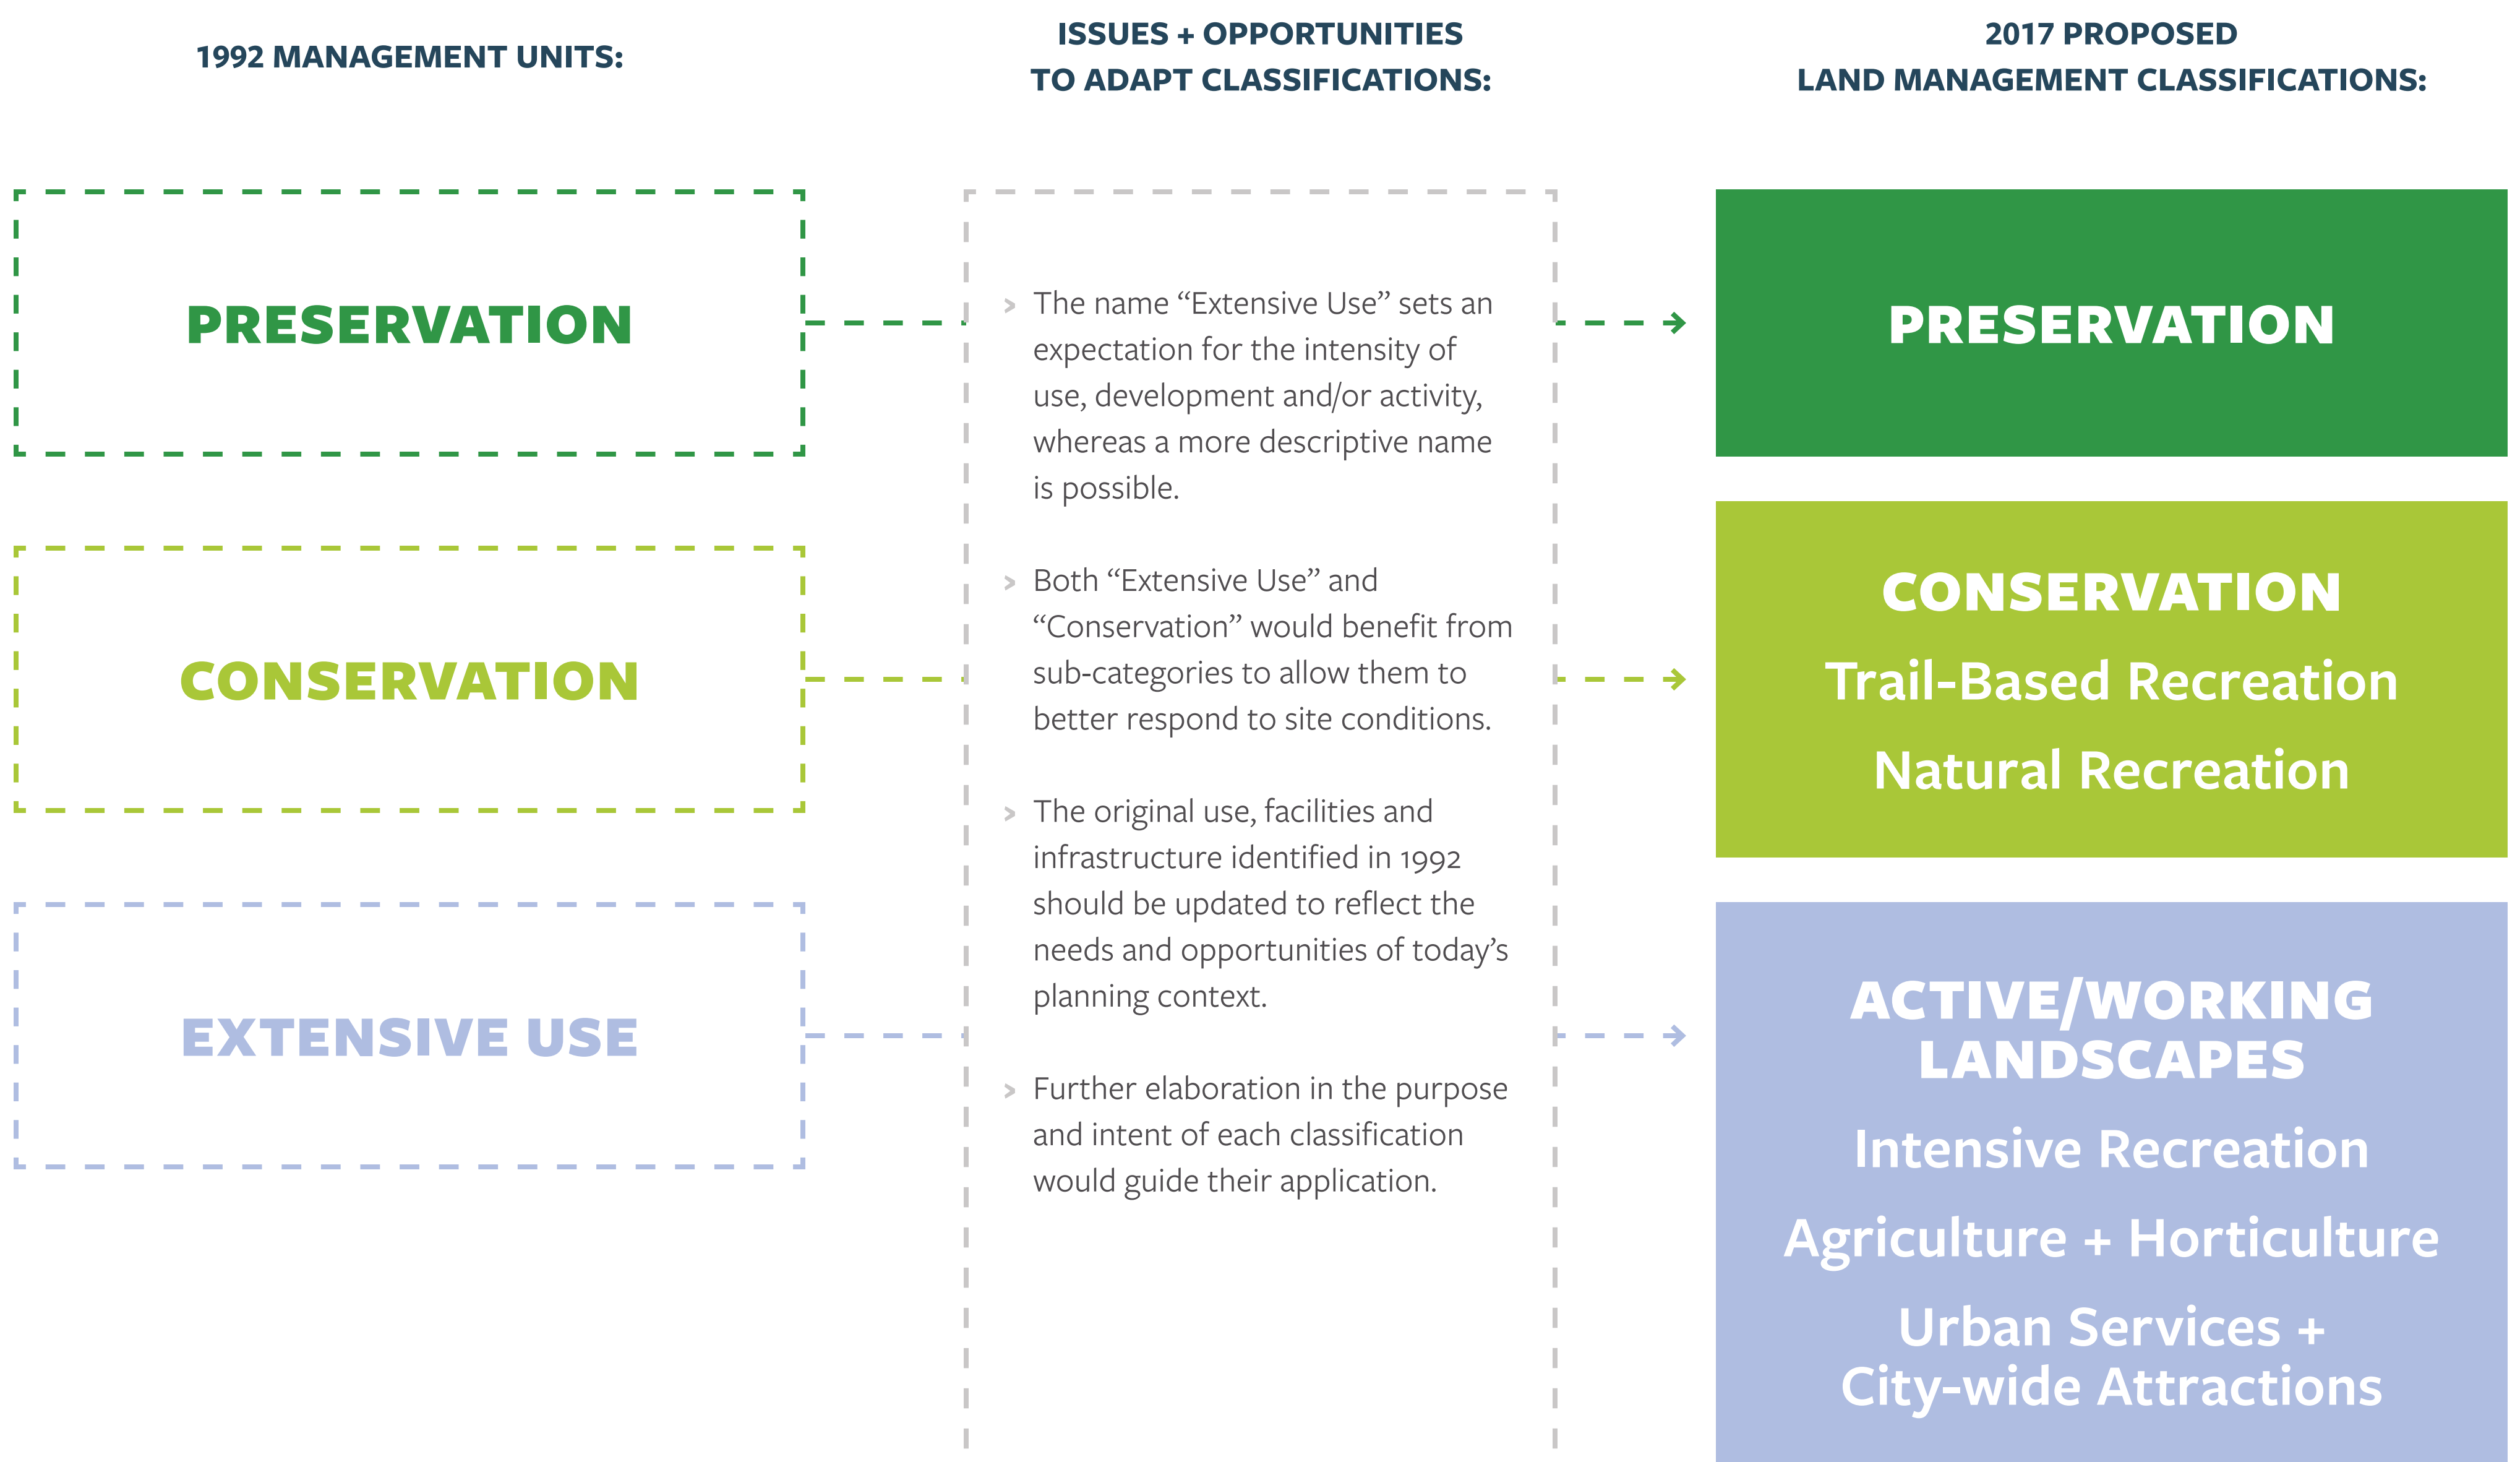 1992 MANAGEMENT UNITS:
PRESERVATION
CONSERVATION
EXTENSIVE USE
ISSUES + OPPORTUNITIES
TO ADAPT CLASSIFICATIONS:
> The name “Extensive Use” sets an
expectation for the intensity of
use, development and/or activity,
whereas a more descriptive name
is possible.
> Both “Extensive Use” and
“Conservation” would benefit from
sub-categories to allow them to
better respond to site conditions.
> The original use, facilities and
infrastructure identified in 1992
should be updated to reflect the
needs and opportunities of today’s
planning context.
> Further elaboration in the purpose
and intent of each classification
would guide their application.
2017 PROPOSED
LAND MANAGEMENT CLASSIFICATIONS:
PRESERVATION
CONSERVATION
Trail-Based Recreation
Natural Recreation
ACTIVE/WORKING
LANDSCAPES
Intensive Recreation
Agriculture + Horticulture
Urban Services +
City-wide Attractions